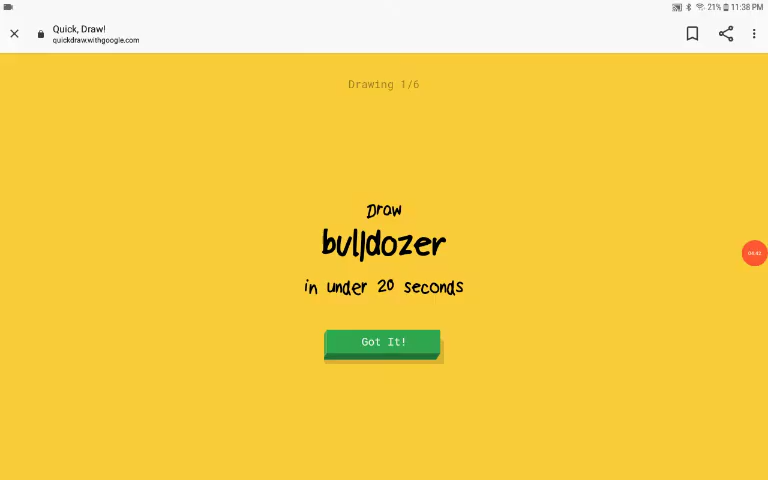 21% 11:38 PM
Quick, Draw!
quickdraw.withgoogle.com
Drawing 1/6
Draw
bulldozer
in under 20 seconds
Got It!